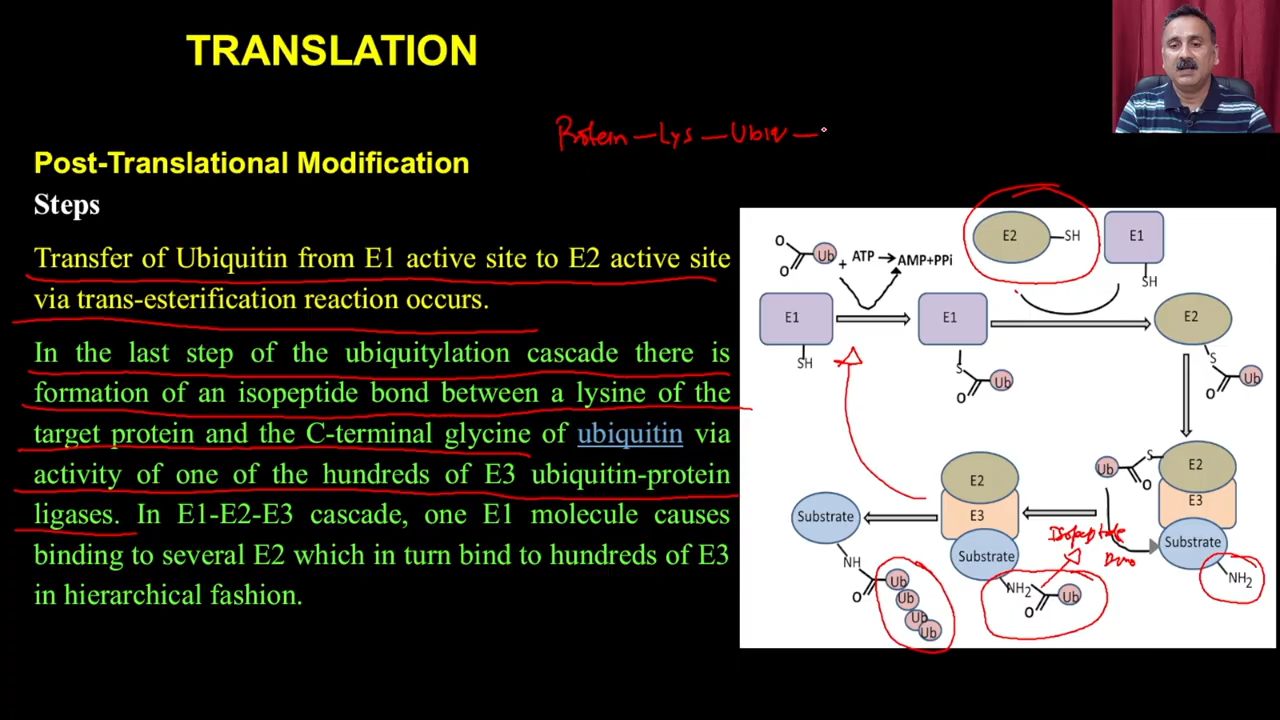 TRANSLATION
Protein — Lys — Ubiq —
Post-Translational Modification
Steps
Transfer of Ubiquitin from E1 active site to E2 active site
via trans-esterification reaction occurs.
In the last step of the ubiquitylation cascade there is
formation of an isopeptide bond between a lysine of the
target protein and the C-terminal glycine of ubiquitin via
activity of one of the hundreds of E3 ubiquitin-protein
ligases. In E1-E2-E3 cascade, one E1 molecule causes
binding to several E2 which in turn bind to hundreds of E3
in hierarchical fashion.
E2 SH E1
SH
O
O
Ub + ATP AMP+PPi
E1
SH
E1
S
O
Ub
E2
S
O
Ub
Ub
O
S
E2
E3
Substrate
NH2
Isopeptide
E2
E3
Substrate
NH2
O
Ub
Substrate
NH
O
Ub
Ub
Ub
Ub